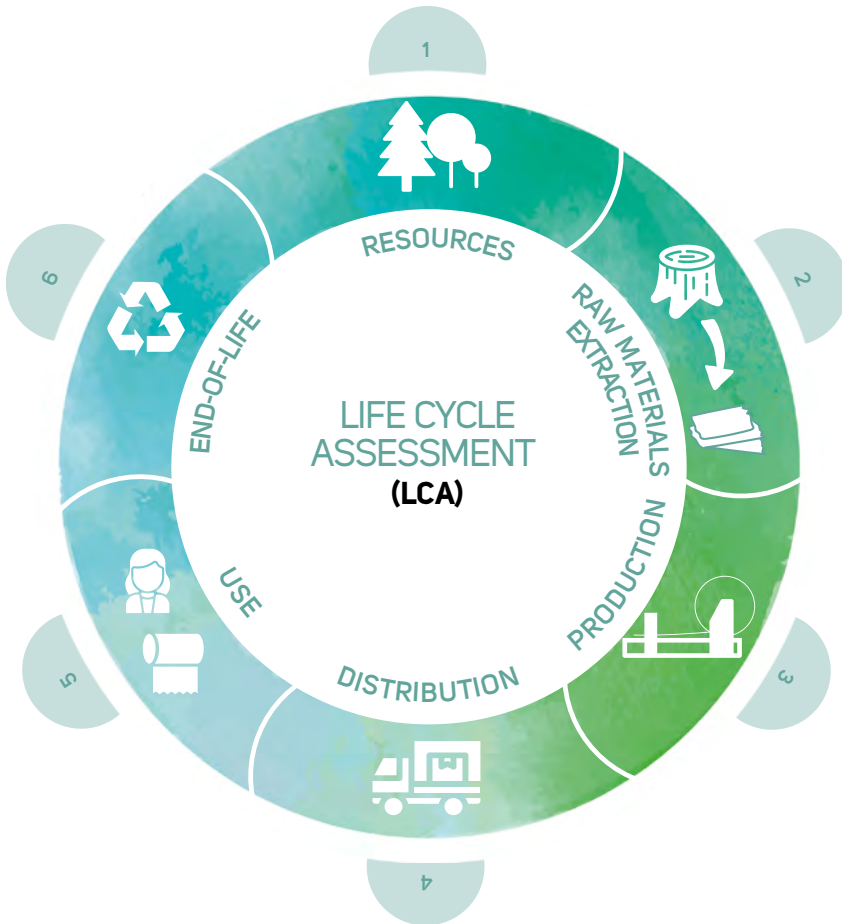 1
RESOURCES
2
RAW MATERIALS
EXTRACTION
3
PRODUCTION
4
DISTRIBUTION
5
USE
6
END-OF-LIFE
LIFE CYCLE
ASSESSMENT
(LCA)